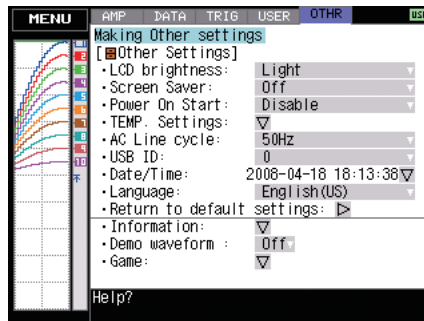 MENU AMP DATA TRIG USER OTHR
Making Other settings
[Other Settings]
・LCD brightness: Light
・Screen Saver: Off
・Power On Start: Disable
・TEMP. Settings:
・AC Line cycle: 50Hz
・USB ID: 0
・Date/Time: 2008-04-18 18:13:38
・Language: English(US)
・Return to default settings:
・Information:
・Demo waveform : Off
・Game:
Help?